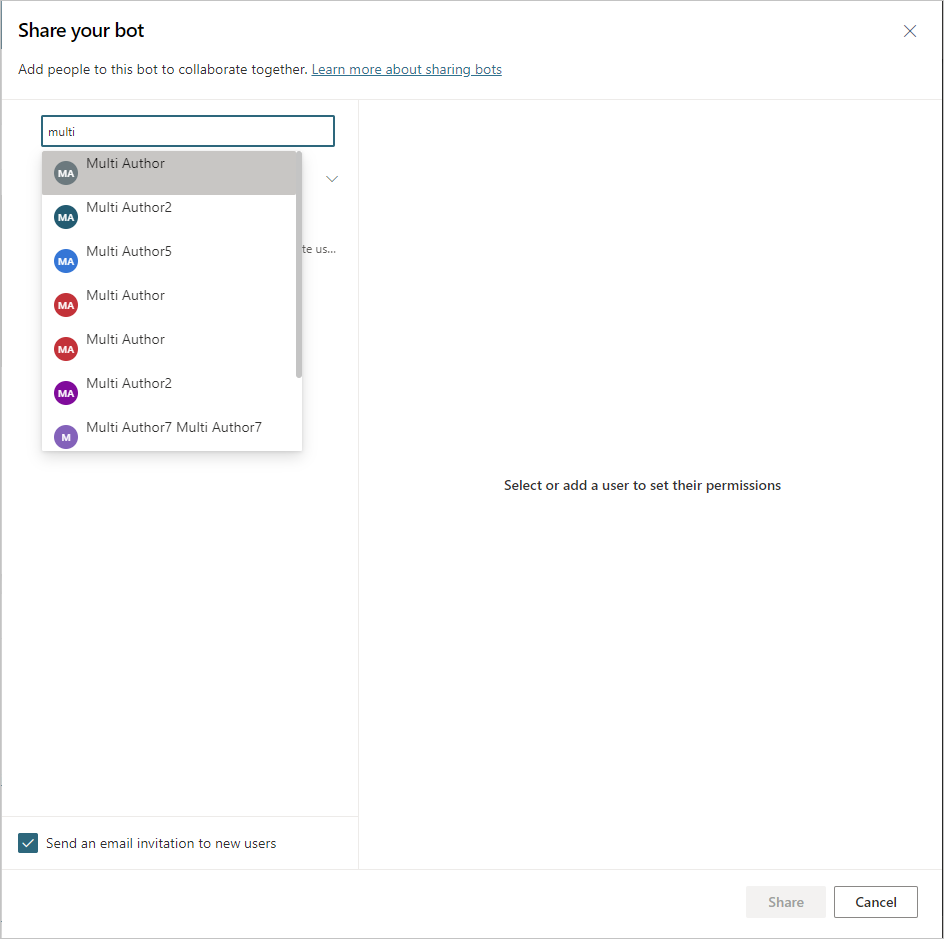 Share your bot
Add people to this bot to collaborate together. Learn more about sharing bots
multi
MA Multi Author
MA Multi Author2
te us...
MA Multi Author5
MA Multi Author
MA Multi Author
MA Multi Author2
M Multi Author7 Multi Author7
Select or add a user to set their permissions
Send an email invitation to new users
Share Cancel